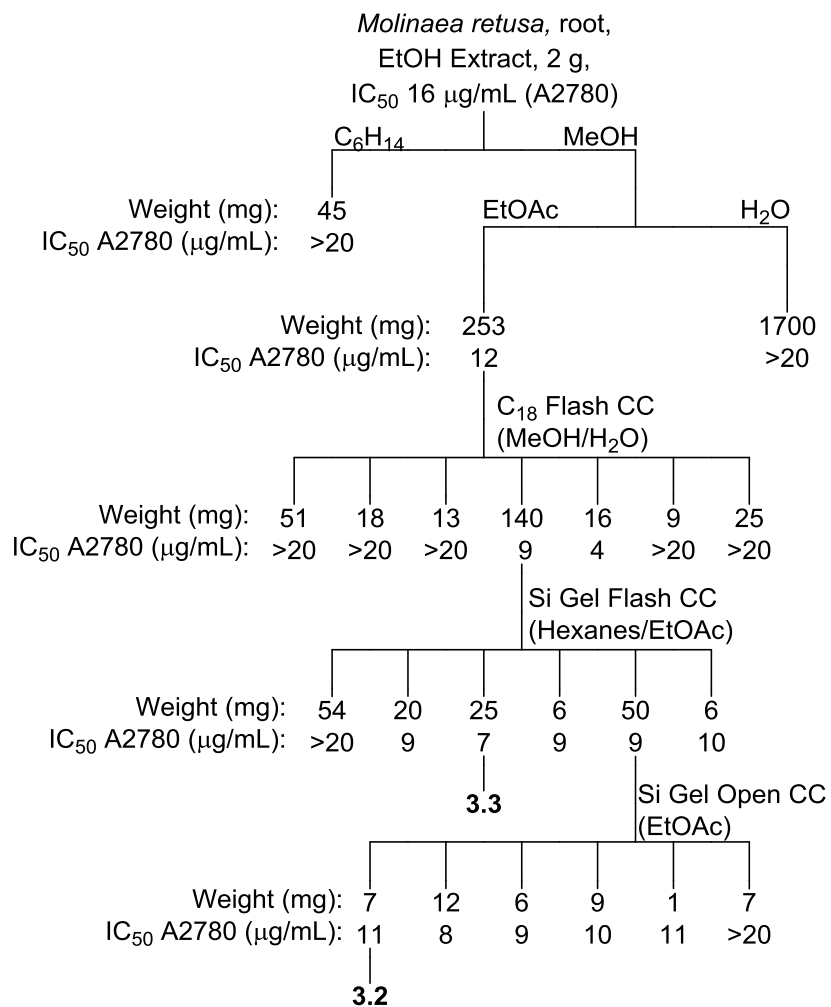 Molinaea retusa, root,
EtOH Extract, 2 g,
IC₅₀ 16 µg/mL (A2780)
C₆H₁₄ MeOH
Weight (mg): 45 EtOAc H₂O
IC₅₀ A2780 (µg/mL): >20
Weight (mg): 253 1700
IC₅₀ A2780 (µg/mL): 12 >20
C₁₈ Flash CC
(MeOH/H₂O)
Weight (mg): 51 18 13 140 16 9 25
IC₅₀ A2780 (µg/mL): >20 >20 >20 9 4 >20 >20
Si Gel Flash CC
(Hexanes/EtOAc)
Weight (mg): 54 20 25 6 50 6
IC₅₀ A2780 (µg/mL): >20 9 7 9 9 10
3.3
Si Gel Open CC
(EtOAc)
Weight (mg): 7 12 6 9 1 7
IC₅₀ A2780 (µg/mL): 11 8 9 10 11 >20
3.2